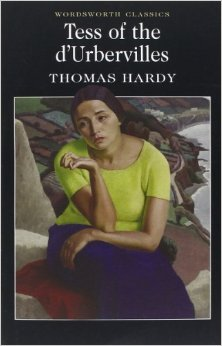 WORDSWORTH CLASSICS
Tess of the
d'Urbervilles
THOMAS HARDY